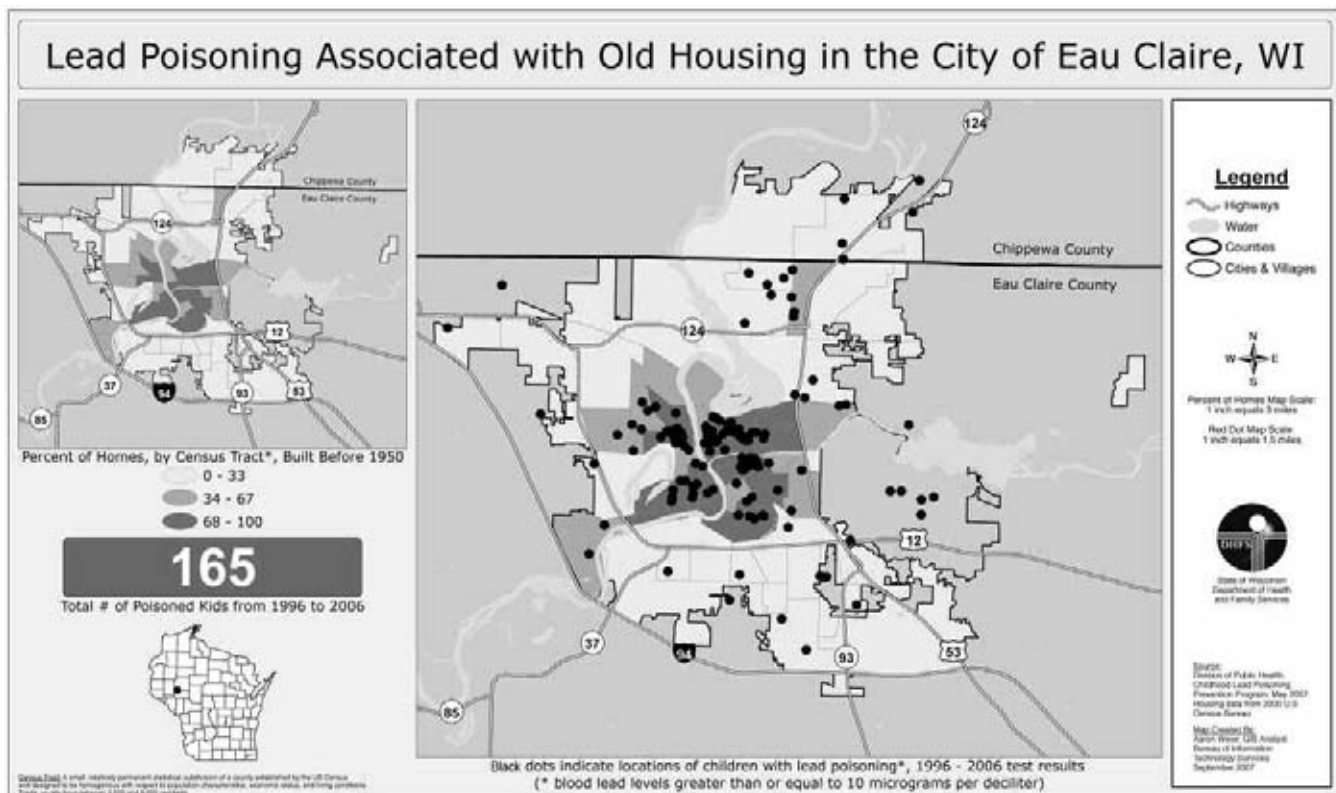 Lead Poisoning Associated with Old Housing in the City of Eau Claire, WI
Chippewa County
Eau Claire County
124
12
37
94
93
53
85
Percent of Homes, by Census Tract*, Built Before 1950
0 - 33
34 - 67
68 - 100
165
Total # of Poisoned Kids from 1996 to 2006
124
Chippewa County
Eau Claire County
124
12
37
94
93
53
85
Black dots indicate locations of children with lead poisoning*, 1996 - 2006 test results
(* blood lead levels greater than or equal to 10 micrograms per deciliter)
Legend
Highways
Water
Counties
Cities & Villages
N
W E
S
Percent of Homes Map Scale:
1 inch equals 3 miles
Red Dot Map Scale:
1 inch equals 1.5 miles
DHFS
State of Wisconsin
Department of Health
and Family Services
Source:
Division of Public Health,
Childhood Lead Poisoning
Prevention Program, May 2007
Housing data from 2000 U.S.
Census Bureau
Map Created By:
GIS Analyst
Bureau of Information
Technology Services
September 2007